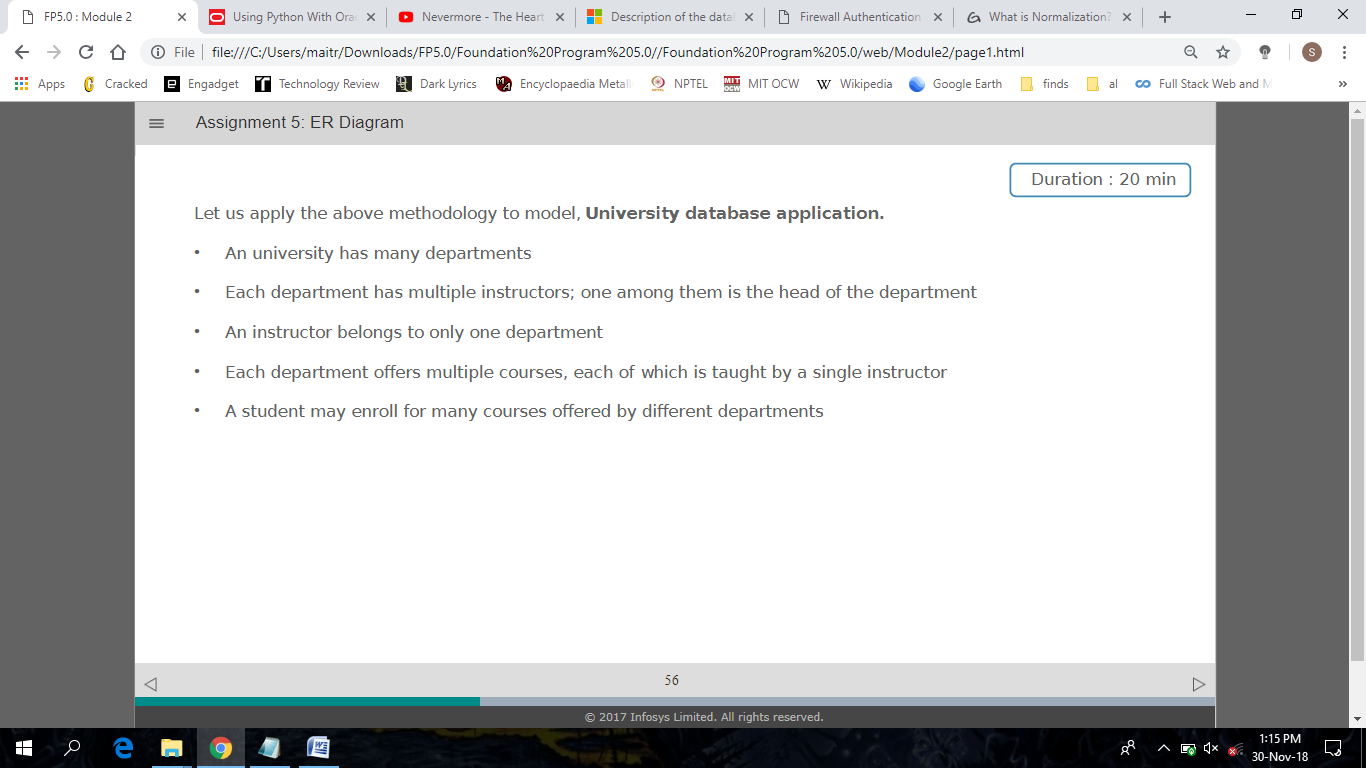 FP5.0 : Module 2
Using Python With Ora
Nevermore - The Heart
Description of the data
Firewall Authentication
What is Normalization?
File
file:///C:/Users/maitr/Downloads/FP5.0/Foundation%20Program%205.0//Foundation%20Program%205.0/web/Module2/page1.html
S
Apps
Cracked
Engadget
Technology Review
Dark Lyrics
Encyclopaedia Metall
NPTEL
MIT OCW
Wikipedia
Google Earth
finds
al
Full Stack Web and M
»
Assignment 5: ER Diagram
Duration : 20 min
Let us apply the above methodology to model, University database application.
• An university has many departments
• Each department has multiple instructors; one among them is the head of the department
• An instructor belongs to only one department
• Each department offers multiple courses, each of which is taught by a single instructor
• A student may enroll for many courses offered by different departments
56
© 2017 Infosys Limited. All rights reserved.
1:15 PM
30-Nov-18